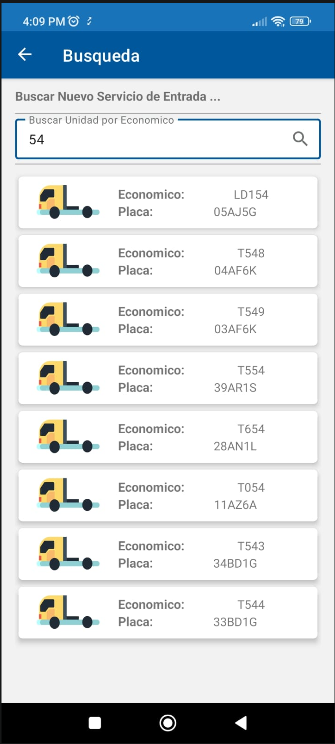 4:09 PM
79
Busqueda
Buscar Nuevo Servicio de Entrada ...
Buscar Unidad por Economico
54
Economico: LD154
Placa: 05AJ5G
Economico: T548
Placa: 04AF6K
Economico: T549
Placa: 03AF6K
Economico: T554
Placa: 39AR1S
Economico: T654
Placa: 28AN1L
Economico: T054
Placa: 11AZ6A
Economico: T543
Placa: 34BD1G
Economico: T544
Placa: 33BD1G